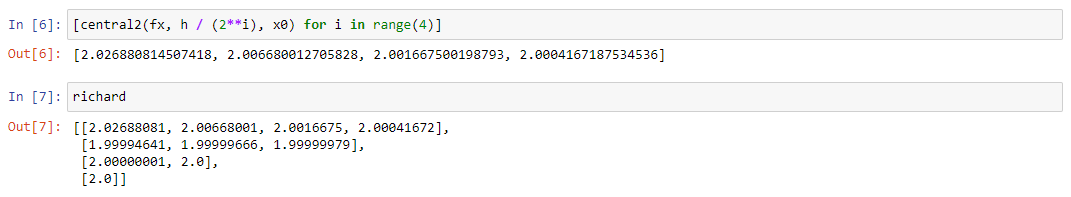 In [6]: [central2(fx, h / (2**i), x0) for i in range(4)]
Out[6]: [2.026880814507418, 2.006680012705828, 2.001667500198793, 2.0004167187534536]
In [7]: richard
Out[7]: [[2.02688081, 2.00668001, 2.0016675, 2.00041672],
[1.99994641, 1.99999666, 1.99999979],
[2.00000001, 2.0],
[2.0]]